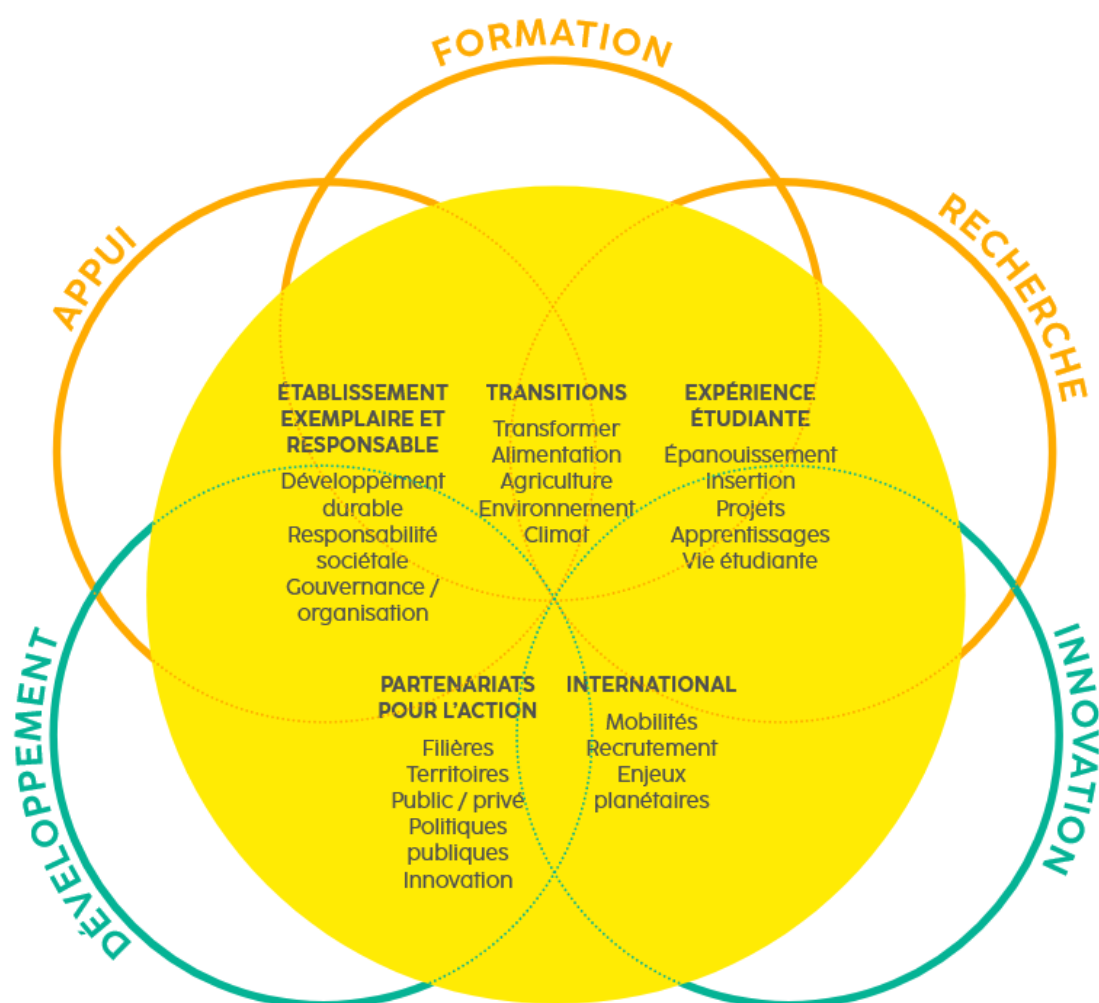 FORMATION
APPUI
RECHERCHE
ÉTABLISSEMENT
EXEMPLAIRE ET
RESPONSABLE
Développement
durable
Responsabilité
sociétale
Gouvernance /
organisation
TRANSITIONS
Transformer
Alimentation
Agriculture
Environnement
Climat
EXPÉRIENCE
ÉTUDIANTE
Épanouissement
Insertion
Projets
Apprentissages
Vie étudiante
PARTENARIATS
POUR L'ACTION
Filières
Territoires
Public / privé
Politiques
publiques
Innovation
INTERNATIONAL
Mobilités
Recrutement
Enjeux
planétaires
DÉVELOPPEMENT
INNOVATION